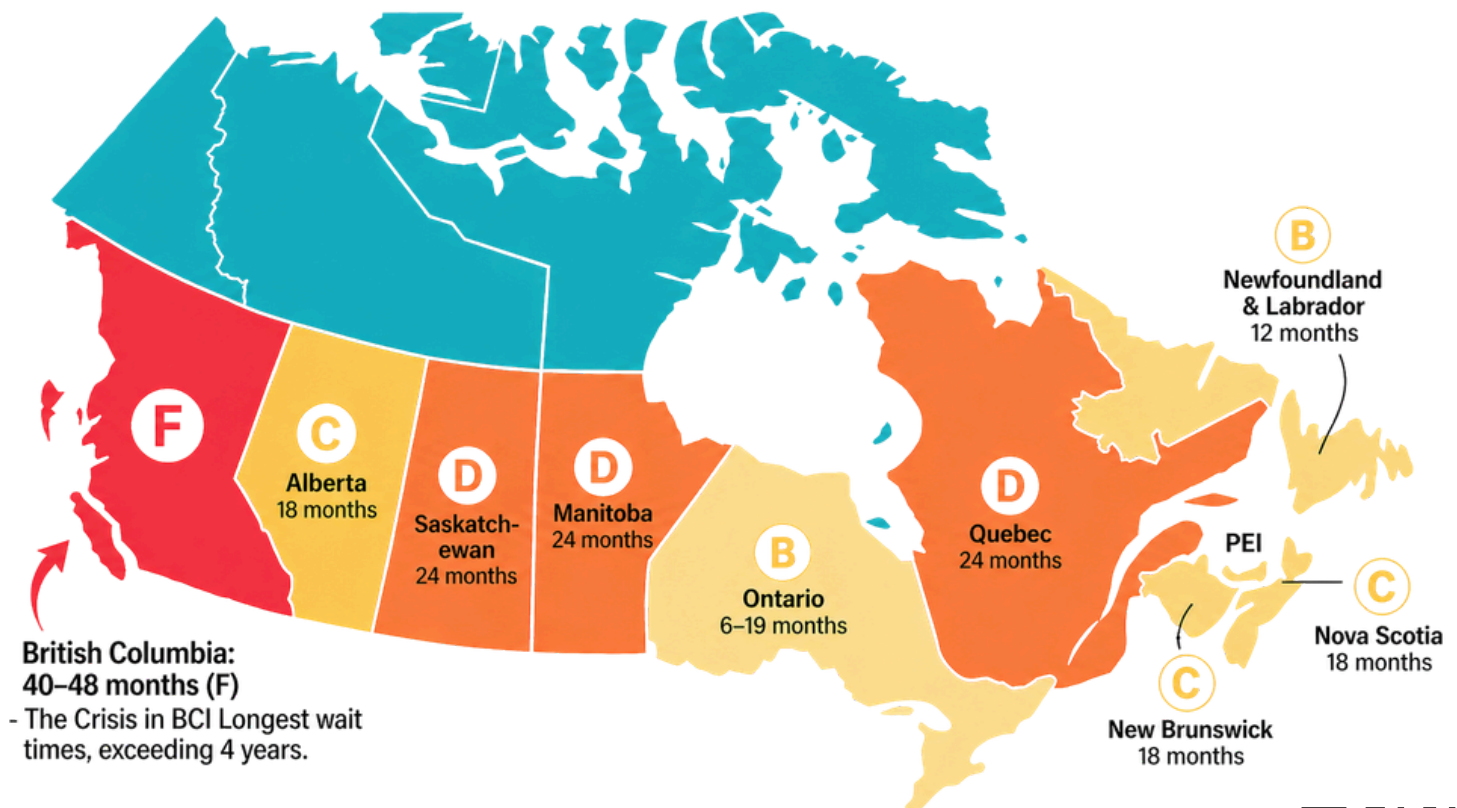 B
Newfoundland
& Labrador
12 months
F
C
Alberta
18 months
D
Saskatch-
ewan
24 months
D
Manitoba
24 months
B
Ontario
6–19 months
D
Quebec
24 months
PEI
C
Nova Scotia
18 months
C
New Brunswick
18 months
British Columbia:
40–48 months (F)
- The Crisis in BCI Longest wait
times, exceeding 4 years.